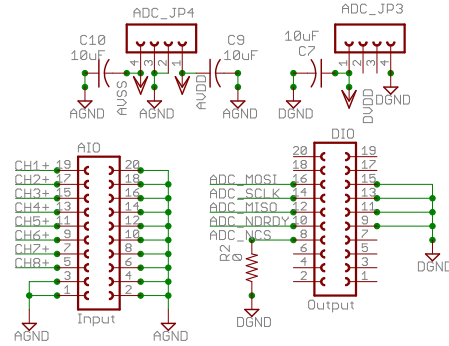 ADC_JP4
ADC_JP3
C10
10uF
C9
10uF
10uF
C7
4
3
2
1
1
2
3
4
AVSS
AVDD
DVDD
AGND
AGND
AGND
DGND
DGND
AIO
DIO
CH1+ 19 20
CH2+ 17 18
CH3+ 15 16
CH4+ 13 14
CH5+ 11 12
CH6+ 9 10
CH7+ 7 8
CH8+ 5 6
3 4
1 2
Input
AGND
AGND
20 19
18 17
ADC_MOSI 16 15
ADC_SCLK 14 13
ADC_MISO 12 11
ADC_NDRDY 10 9
ADC_NCS 8 7
6 5
4 3
2 1
R2
0
Output
DGND
DGND